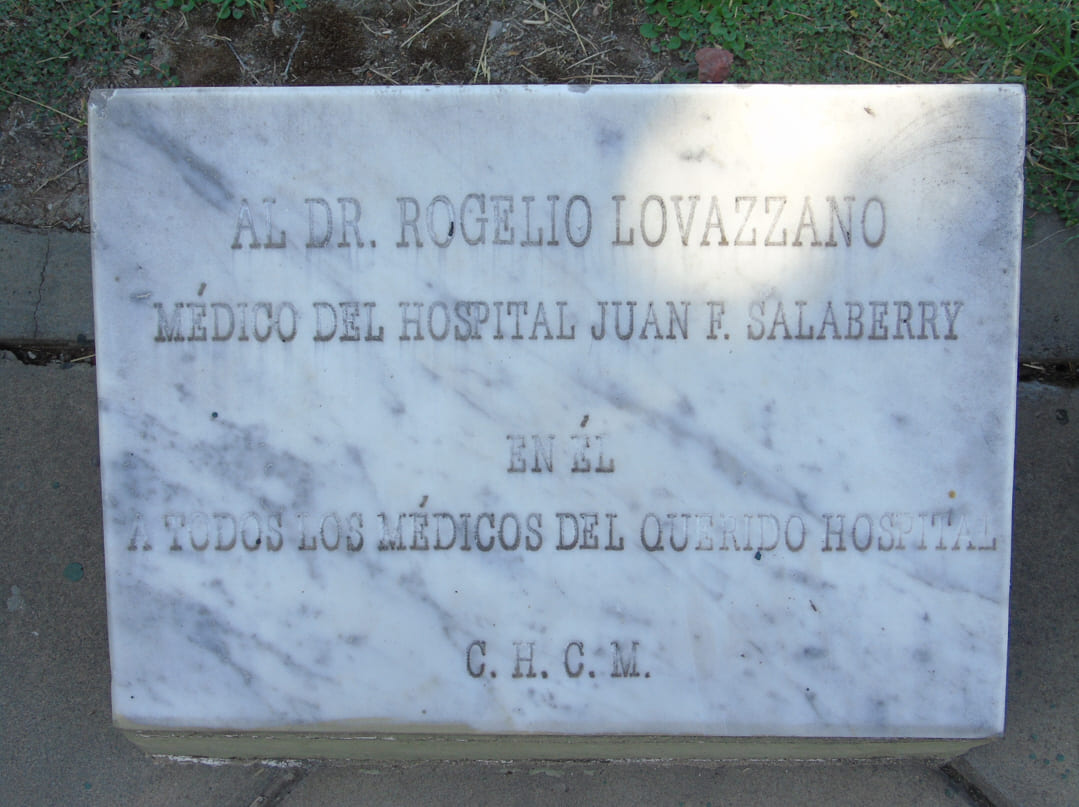 AL DR. ROGELIO LOVAZZANO
MÉDICO DEL HOSPITAL JUAN F. SALABERRY
EN ÉL
A TODOS LOS MÉDICOS DEL QUERIDO HOSPITAL
C. H. C. M.